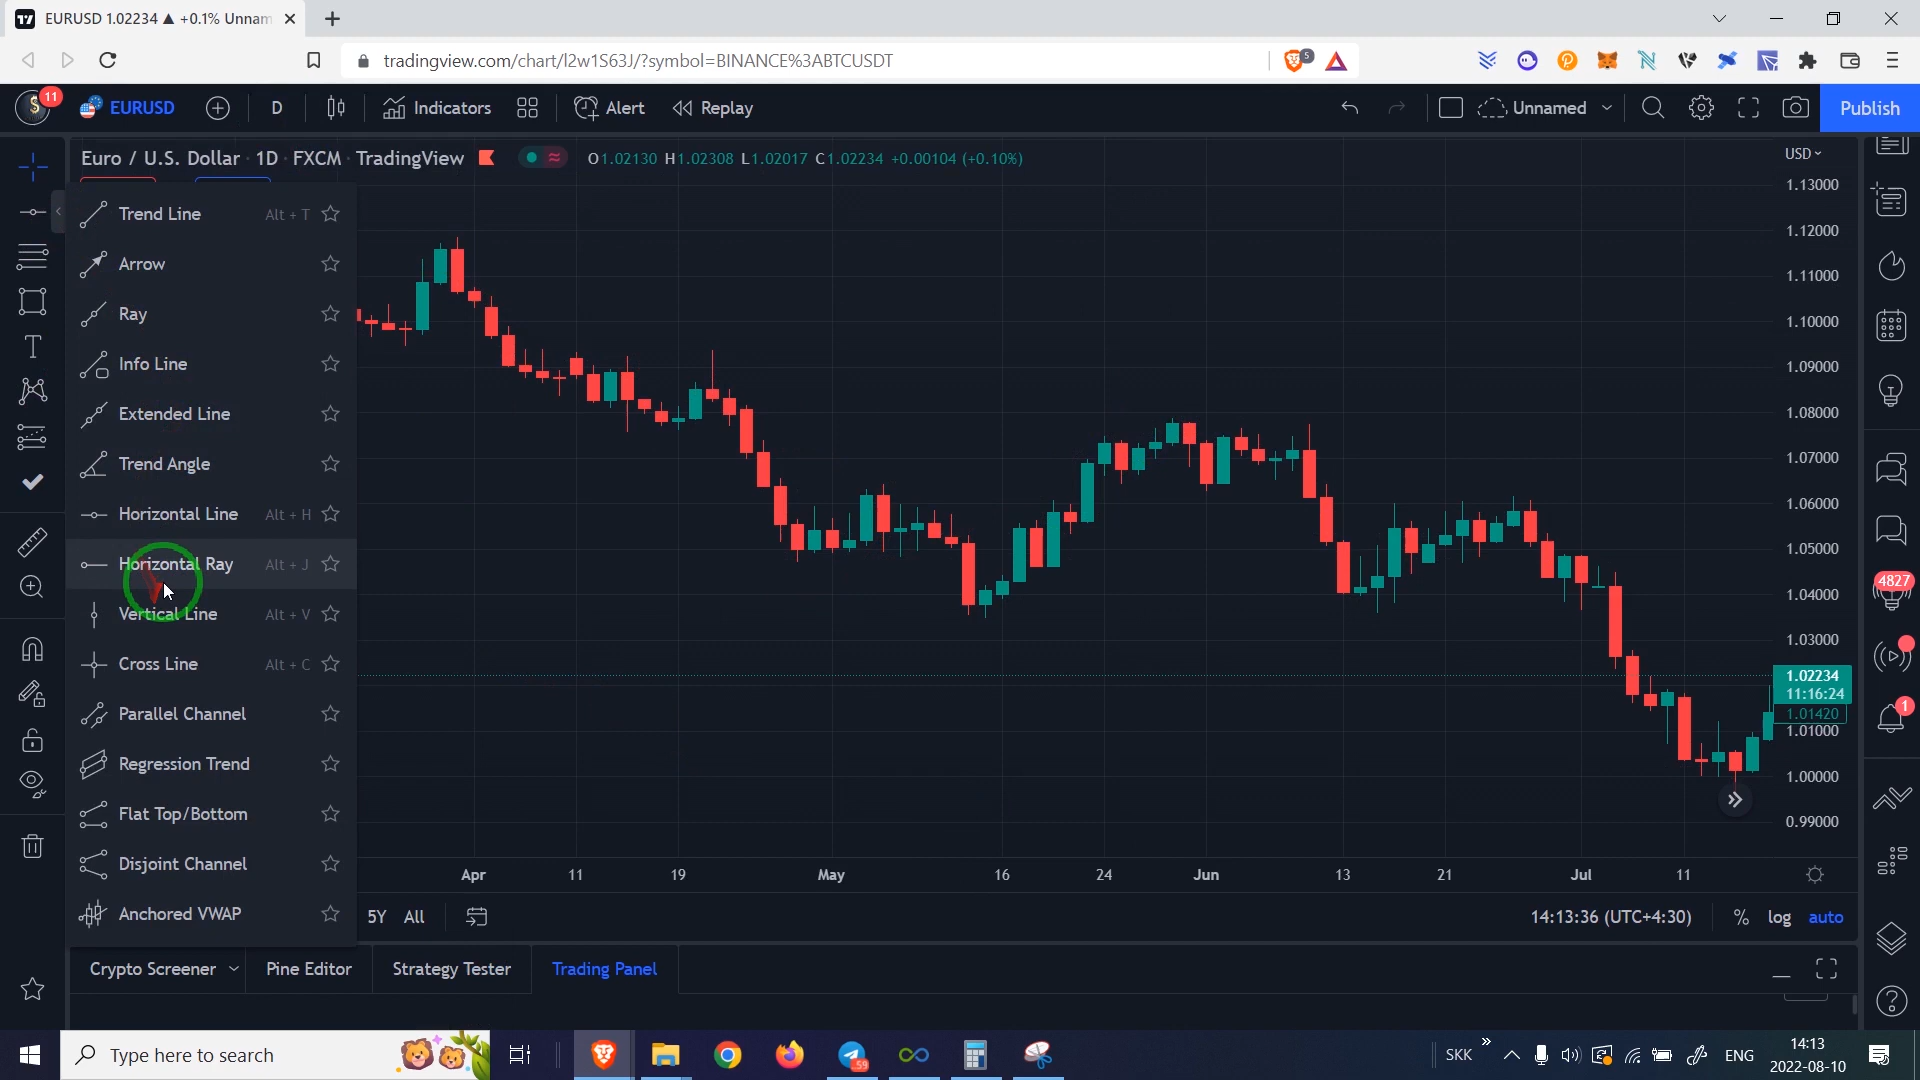 EURUSD 1.02234 ▲ +0.1% Unnam
tradingview.com/chart/l2w1S63J/?symbol=BINANCE%3ABTCUSDT
5
11
EURUSD
D
Indicators
Alert
Replay
Unnamed
Publish
Euro / U.S. Dollar · 1D · FXCM · TradingView
O1.02130 H1.02308 L1.02017 C1.02234 +0.00104 (+0.10%)
USD
Trend Line Alt + T
Arrow
Ray
Info Line
Extended Line
Trend Angle
Horizontal Line Alt + H
Horizontal Ray Alt + J
Vertical Line Alt + V
Cross Line Alt + C
Parallel Channel
Regression Trend
Flat Top/Bottom
Disjoint Channel
Anchored VWAP
1.13000
1.12000
1.11000
1.10000
1.09000
1.08000
1.07000
1.06000
1.05000
1.04000
1.03000
1.02234
11:16:24
1.01420
1.01000
1.00000
0.99000
4827
1
Apr 11 19 May 16 24 Jun 13 21 Jul 11
5Y All
14:13:36 (UTC+4:30) % log auto
Crypto Screener Pine Editor Strategy Tester Trading Panel
Type here to search
59
SKK
ENG
14:13
2022-08-10